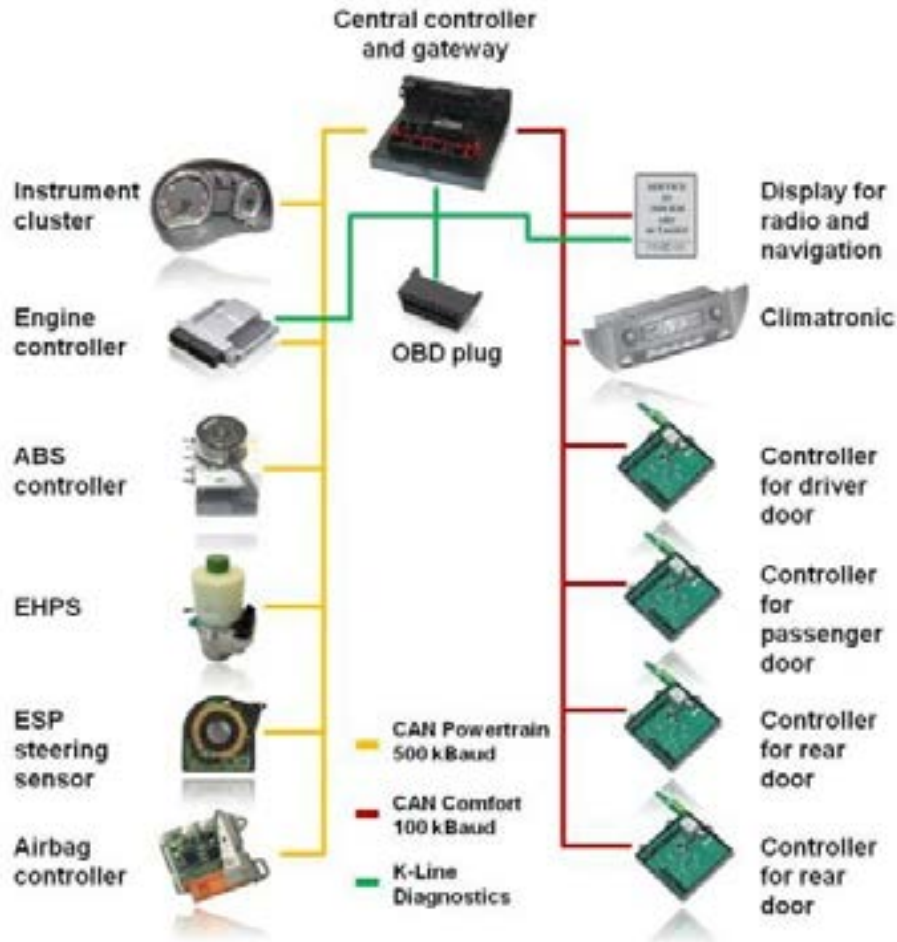 Central controller
and gateway
Instrument
cluster
Display for
radio and
navigation
Engine
controller
OBD plug
Climatronic
ABS
controller
Controller
for driver
door
EHPS
Controller
for
passenger
door
ESP
steering
sensor
CAN Powertrain
500 kBaud
Controller
for rear
door
CAN Comfort
100 kBaud
Airbag
controller
K-Line
Diagnostics
Controller
for rear
door